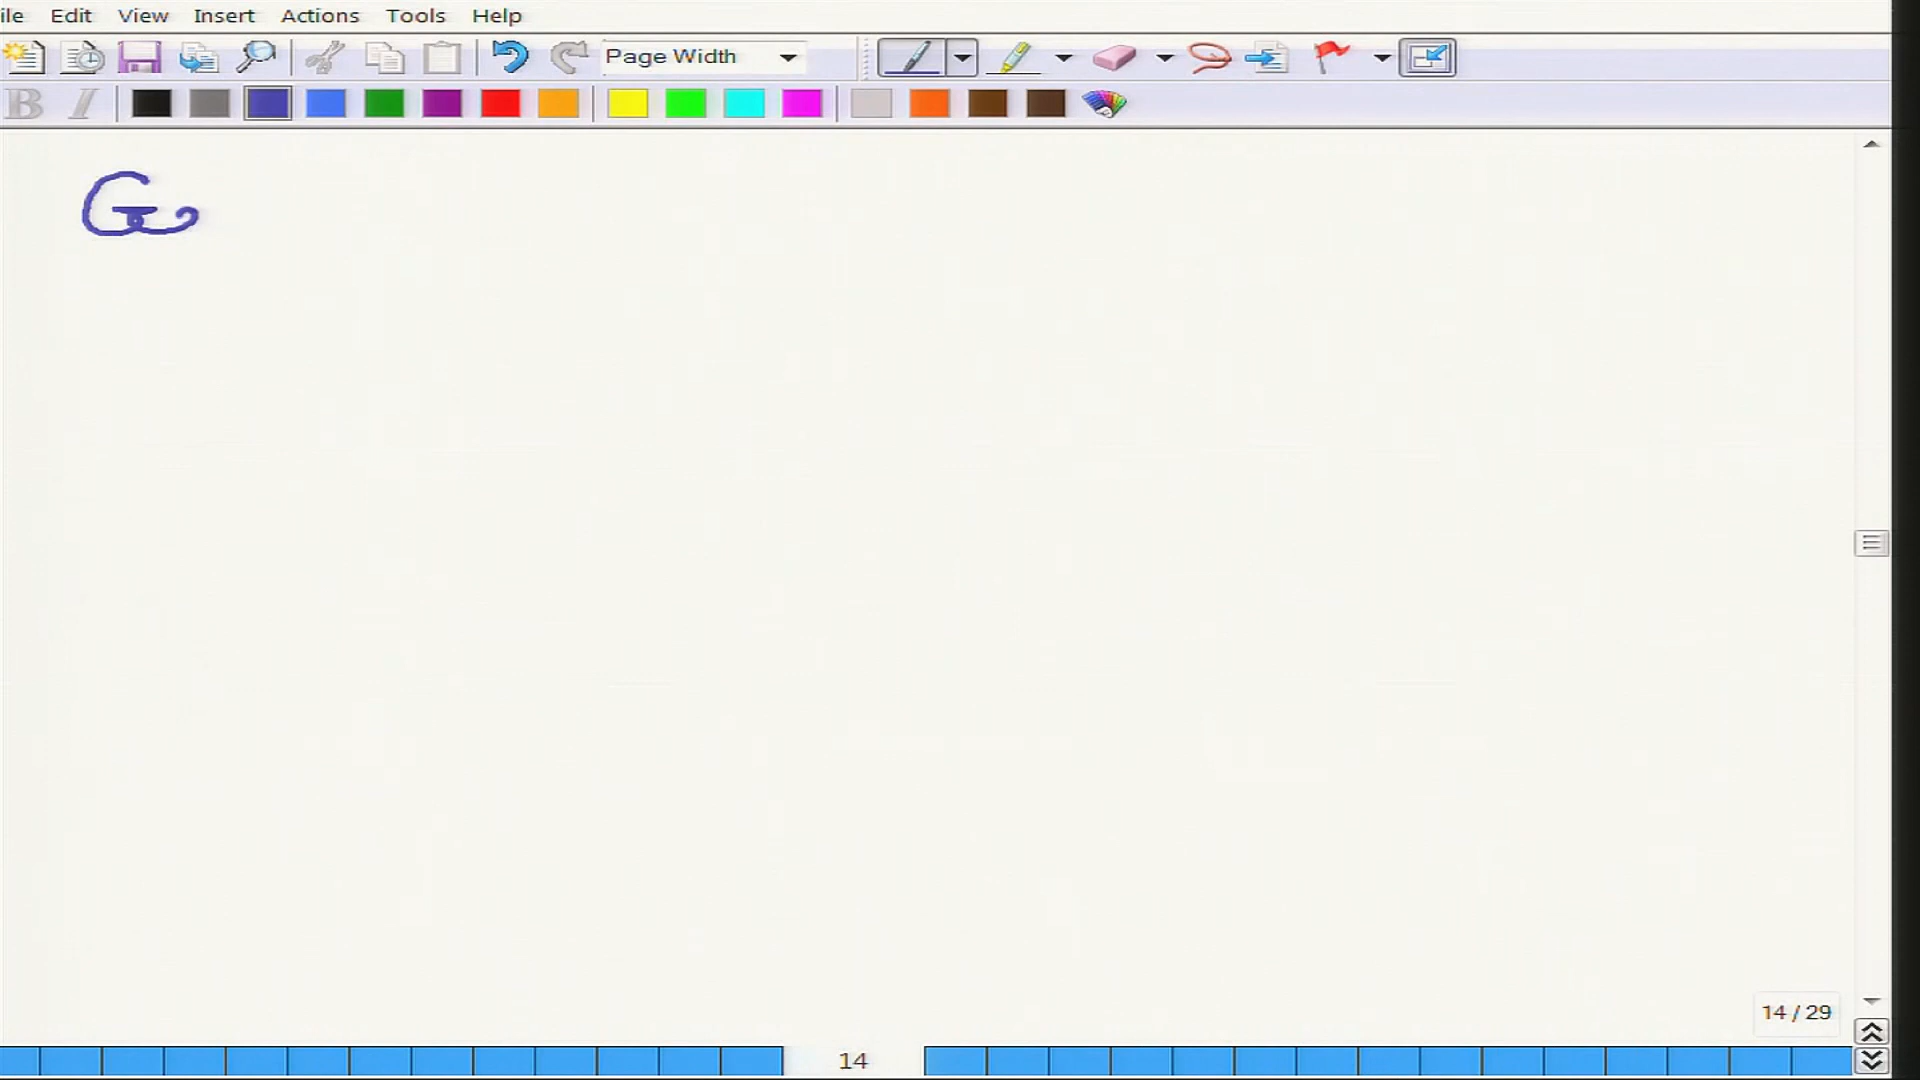 ile Edit View Insert Actions Tools Help
Page Width
B I
G
14 / 29
14